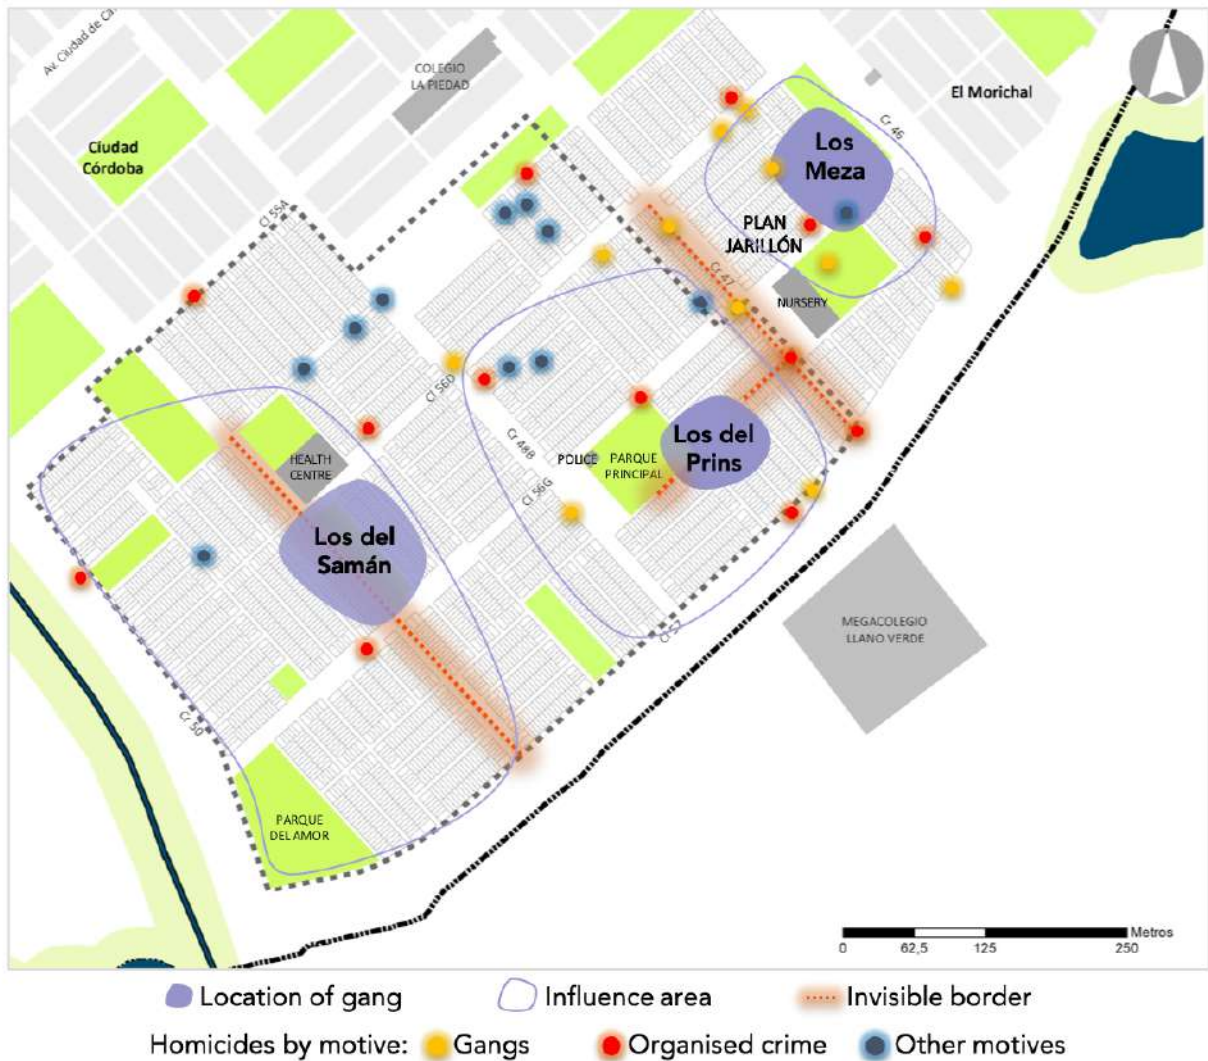 Av. Ciudad de Ca
COLEGIO
LA PIEDAD
El Morichal
Ciudad
Córdoba
Cr 46
Los
Meza
Cl 55A
PLAN
JARILLÓN
Cr 47
NURSERY
Cl 56D
Cr 48B
Los del
Prins
POLICE
PARQUE
PRINCIPAL
HEALTH
CENTRE
Cl 56G
Los del
Samán
MEGACOLEGIO
LLANO VERDE
Cl 57
Cr 50
PARQUE
DEL AMOR
Metros
0 62,5 125 250
Location of gang Influence area Invisible border
Homicides by motive: Gangs Organised crime Other motives